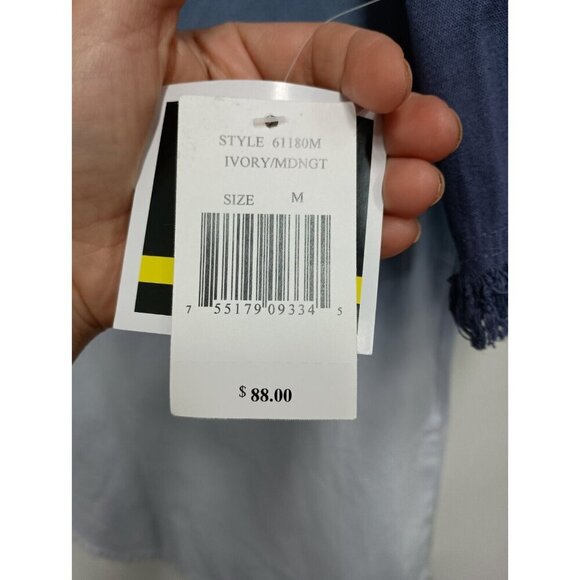 STYLE 61180M
IVORY/MDNGT
SIZE M
7 55179 09334 5
$ 88.00